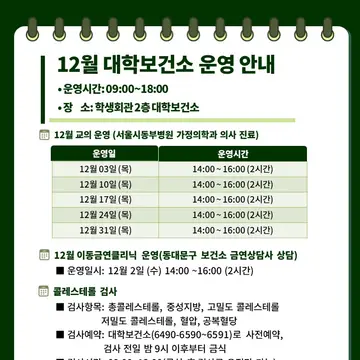 12월 대학보건소 운영 안내
• 운영시간: 09:00~18:00
• 장 소: 학생회관 2층 대학보건소
12월 교의 운영 (서울시동부병원 가정의학과 의사 진료)
운영일 운영시간
12월 03일(목) 14:00 ~ 16:00 (2시간)
12월 10일(목) 14:00 ~ 16:00 (2시간)
12월 17일(목) 14:00 ~ 16:00 (2시간)
12월 24일(목) 14:00 ~ 16:00 (2시간)
12월 31일(목) 14:00 ~ 16:00 (2시간)
12월 이동금연클리닉 운영(동대문구 보건소 금연상담사 상담)
■ 운영일시: 12월 2일 (수) 14:00 ~16:00 (2시간)
콜레스테롤 검사
■ 검사항목: 총콜레스테롤, 중성지방, 고밀도 콜레스테롤
저밀도 콜레스테롤, 혈압, 공복혈당
■ 검사예약: 대학보건소(6490-6590~6591)로 사전예약,
검사 전일 밤 9시 이후부터 금식